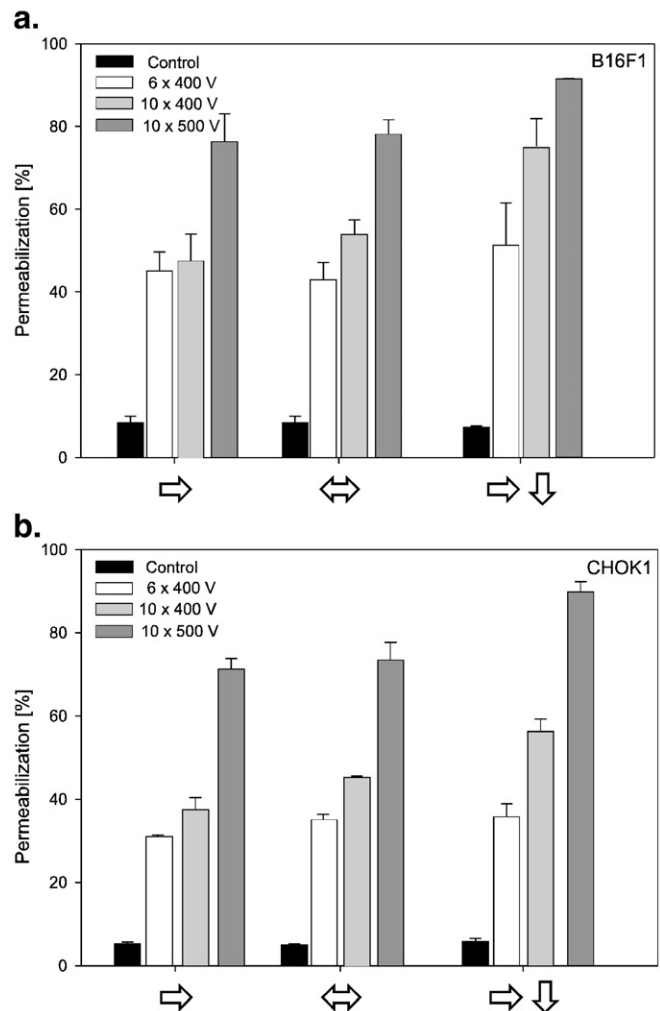 a.
100
80
60
40
20
0
Permeabilization [%]
Control
6 x 400 V
10 x 400 V
10 x 500 V
B16F1
b.
100
80
60
40
20
0
Permeabilization [%]
Control
6 x 400 V
10 x 400 V
10 x 500 V
CHOK1